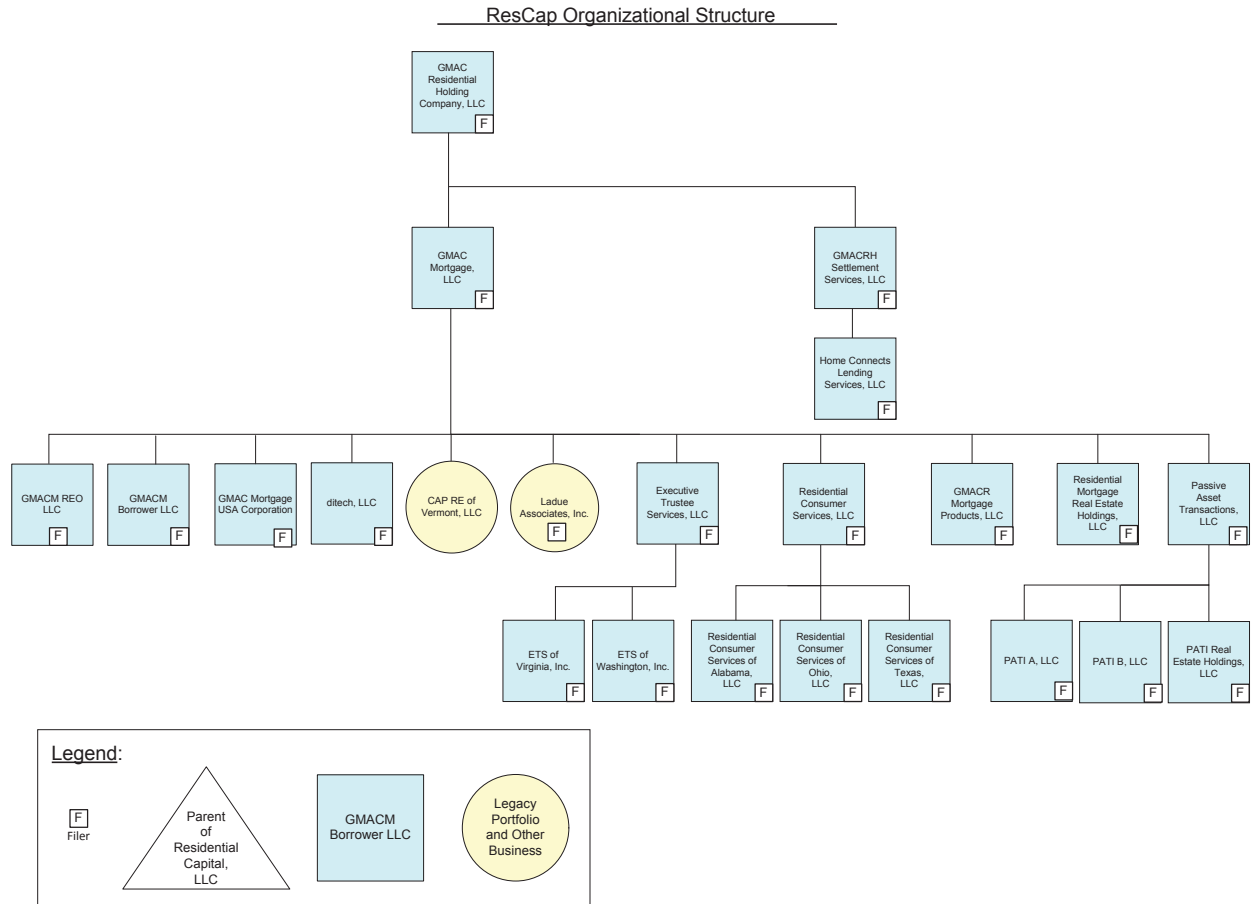 ResCap Organizational Structure
GMAC
Residential
Holding
Company, LLC
F
GMAC
Mortgage,
LLC
F
GMACRH
Settlement
Services, LLC
F
Home Connects
Lending
Services, LLC
F
GMACM REO
LLC
F
GMACM
Borrower LLC
F
GMAC Mortgage
USA Corporation
F
ditech, LLC
F
CAP RE of
Vermont, LLC
Ladue
Associates, Inc.
F
Executive
Trustee
Services, LLC
F
Residential
Consumer
Services, LLC
F
GMACR
Mortgage
Products, LLC
F
Residential
Mortgage
Real Estate
Holdings,
LLC
F
Passive
Asset
Transactions,
LLC
F
ETS of
Virginia, Inc.
F
ETS of
Washington, Inc.
F
Residential
Consumer
Services of
Alabama,
LLC
F
Residential
Consumer
Services of
Ohio,
LLC
F
Residential
Consumer
Services of
Texas,
LLC
F
PATI A, LLC
F
PATI B, LLC
F
PATI Real
Estate Holdings,
LLC
F
Legend:
F
Filer
Parent
of
Residential
Capital,
LLC
GMACM
Borrower LLC
Legacy
Portfolio
and Other
Business